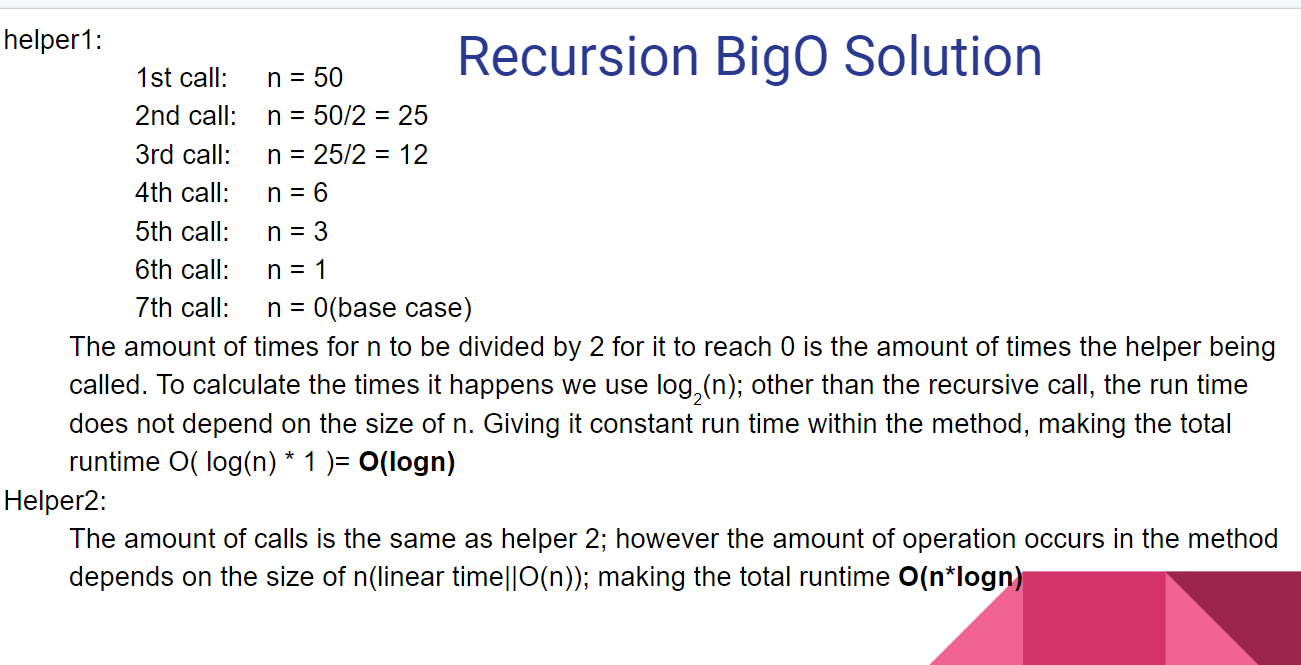 Recursion BigO Solution
helper1:
1st call: n = 50
2nd call: n = 50/2 = 25
3rd call: n = 25/2 = 12
4th call: n = 6
5th call: n = 3
6th call: n = 1
7th call: n = 0(base case)
The amount of times for n to be divided by 2 for it to reach 0 is the amount of times the helper being
called. To calculate the times it happens we use log₂(n); other than the recursive call, the run time
does not depend on the size of n. Giving it constant run time within the method, making the total
runtime O( log(n) * 1 )= O(logn)
Helper2:
The amount of calls is the same as helper 2; however the amount of operation occurs in the method
depends on the size of n(linear time||O(n)); making the total runtime O(n*logn)